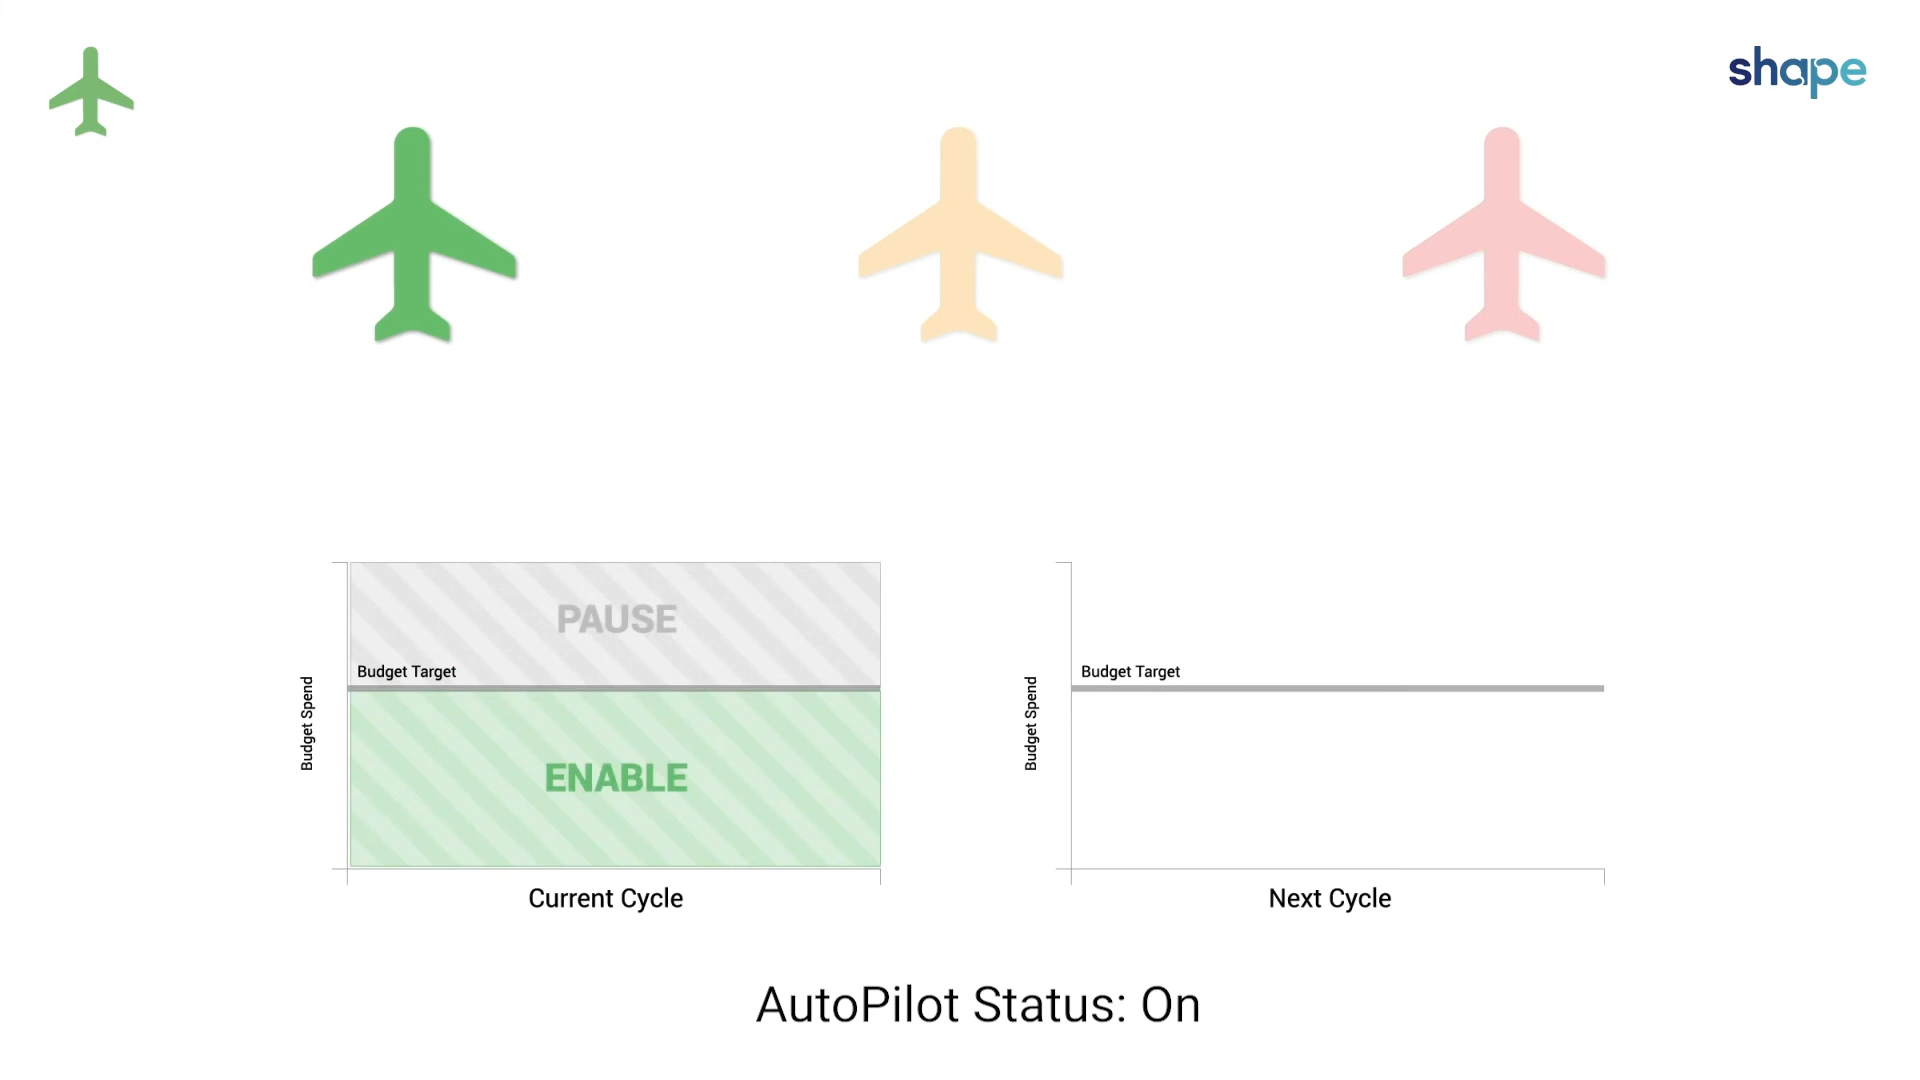 shape
PAUSE
Budget Target
Budget Spend
ENABLE
Current Cycle
Budget Target
Budget Spend
Next Cycle
AutoPilot Status: On